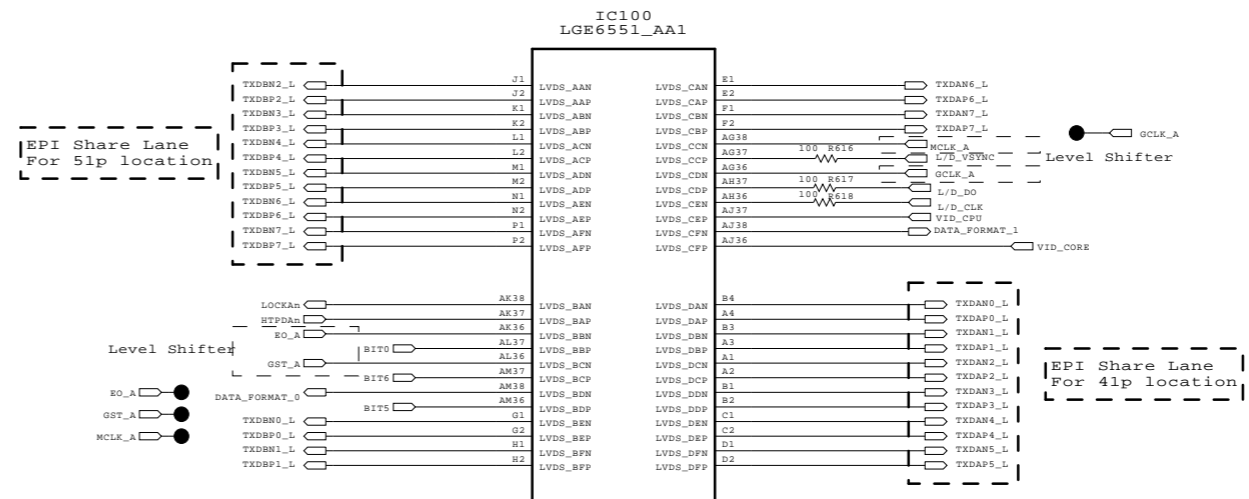 IC100
LGE6551_AA1
TXDBN2_L J1 LVDS_AAN LVDS_CAN E1 TXDAN6_L
TXDBP2_L J2 LVDS_AAP LVDS_CAP E2 TXDAP6_L
TXDBN3_L K1 LVDS_ABN LVDS_CBN F1 TXDAN7_L
TXDBP3_L K2 LVDS_ABP LVDS_CBP F2 TXDAP7_L
GCLK_A
TXDBN4_L L1 LVDS_ACN LVDS_CCN AG38 MCLK_A
EPI Share Lane
For 51p location
TXDBP4_L L2 LVDS_ACP LVDS_CCP AG37 100 R616 L/D_VSYNC
Level Shifter
TXDBN5_L M1 LVDS_ADN LVDS_CDN AG36 GCLK_A
TXDBP5_L M2 LVDS_ADP LVDS_CDP AH37 100 R617 L/D_DO
TXDBN6_L N1 LVDS_AEN LVDS_CEN AH36 100 R618 L/D_CLK
TXDBP6_L N2 LVDS_AEP LVDS_CEP AJ37 VID_CPU
TXDBN7_L P1 LVDS_AFN LVDS_CFN AJ38 DATA_FORMAT_1
TXDBP7_L P2 LVDS_AFP LVDS_CFP AJ36 VID_CORE
LOCKAn AK38 LVDS_BAN LVDS_DAN B4 TXDAN0_L
HTPDAn AK37 LVDS_BAP LVDS_DAP A4 TXDAP0_L
EO_A AK36 LVDS_BBN LVDS_DBN B3 TXDAN1_L
Level Shifter
BIT0 AL37 LVDS_BBP LVDS_DBP A3 TXDAP1_L
GST_A AL36 LVDS_BCN LVDS_DCN A1 TXDAN2_L
BIT6 AM37 LVDS_BCP LVDS_DCP A2 TXDAP2_L
EPI Share Lane
For 41p location
EO_A
DATA_FORMAT_0 AM38 LVDS_BDN LVDS_DDN B1 TXDAN3_L
BIT5 AM36 LVDS_BDP LVDS_DDP B2 TXDAP3_L
GST_A
TXDBN0_L G1 LVDS_BEN LVDS_DEN C1 TXDAN4_L
MCLK_A
TXDBP0_L G2 LVDS_BEP LVDS_DEP C2 TXDAP4_L
TXDBN1_L H1 LVDS_BFN LVDS_DFN D1 TXDAN5_L
TXDBP1_L H2 LVDS_BFP LVDS_DFP D2 TXDAP5_L